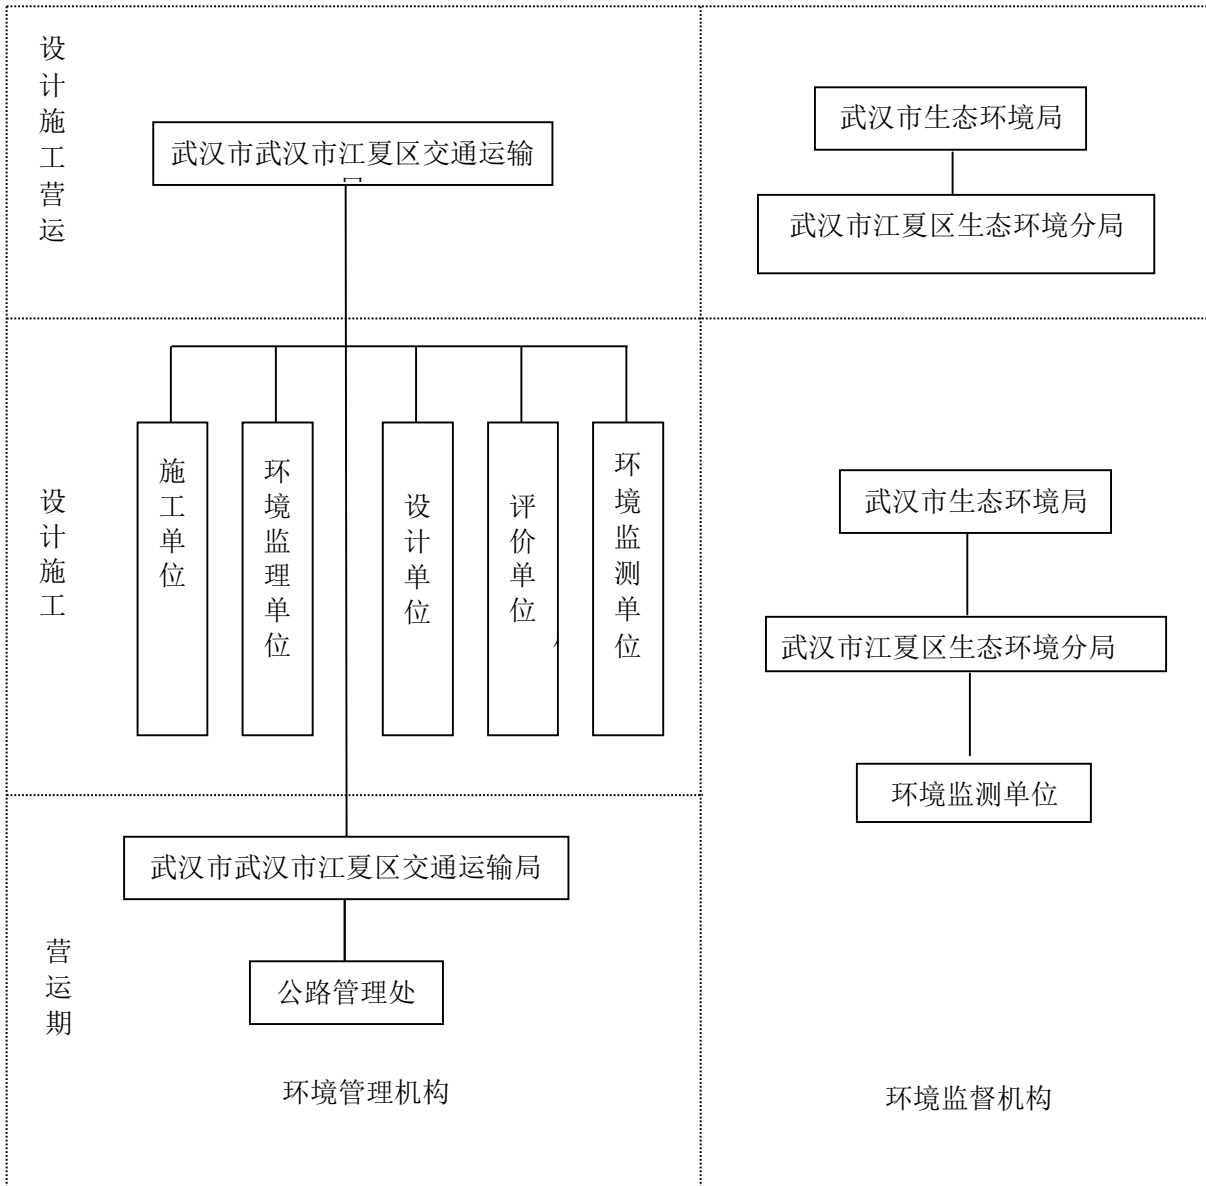 设计施工营运
武汉市武汉市江夏区交通运输
武汉市生态环境局
武汉市江夏区生态环境分局
设计施工
施工单位
环境监理单位
设计单位
评价单位
环境监测单位
武汉市生态环境局
武汉市江夏区生态环境分局
环境监测单位
营运期
武汉市武汉市江夏区交通运输局
公路管理处
环境管理机构
环境监督机构